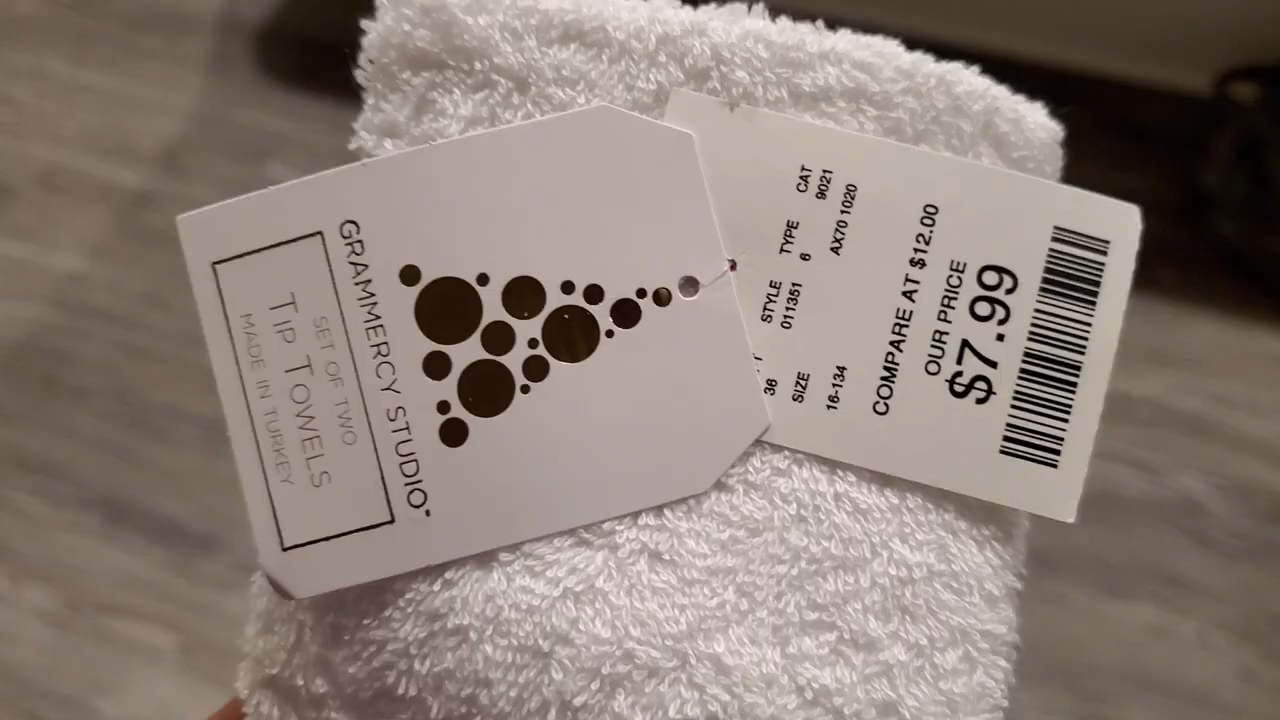 GRAMMERCY STUDIO
SET OF TWO
TIP TOWELS
MADE IN TURKEY
36
STYLE TYPE CAT
011351 6 9021
SIZE
16-134 AX70 1020
COMPARE AT $12.00
OUR PRICE
$7.99